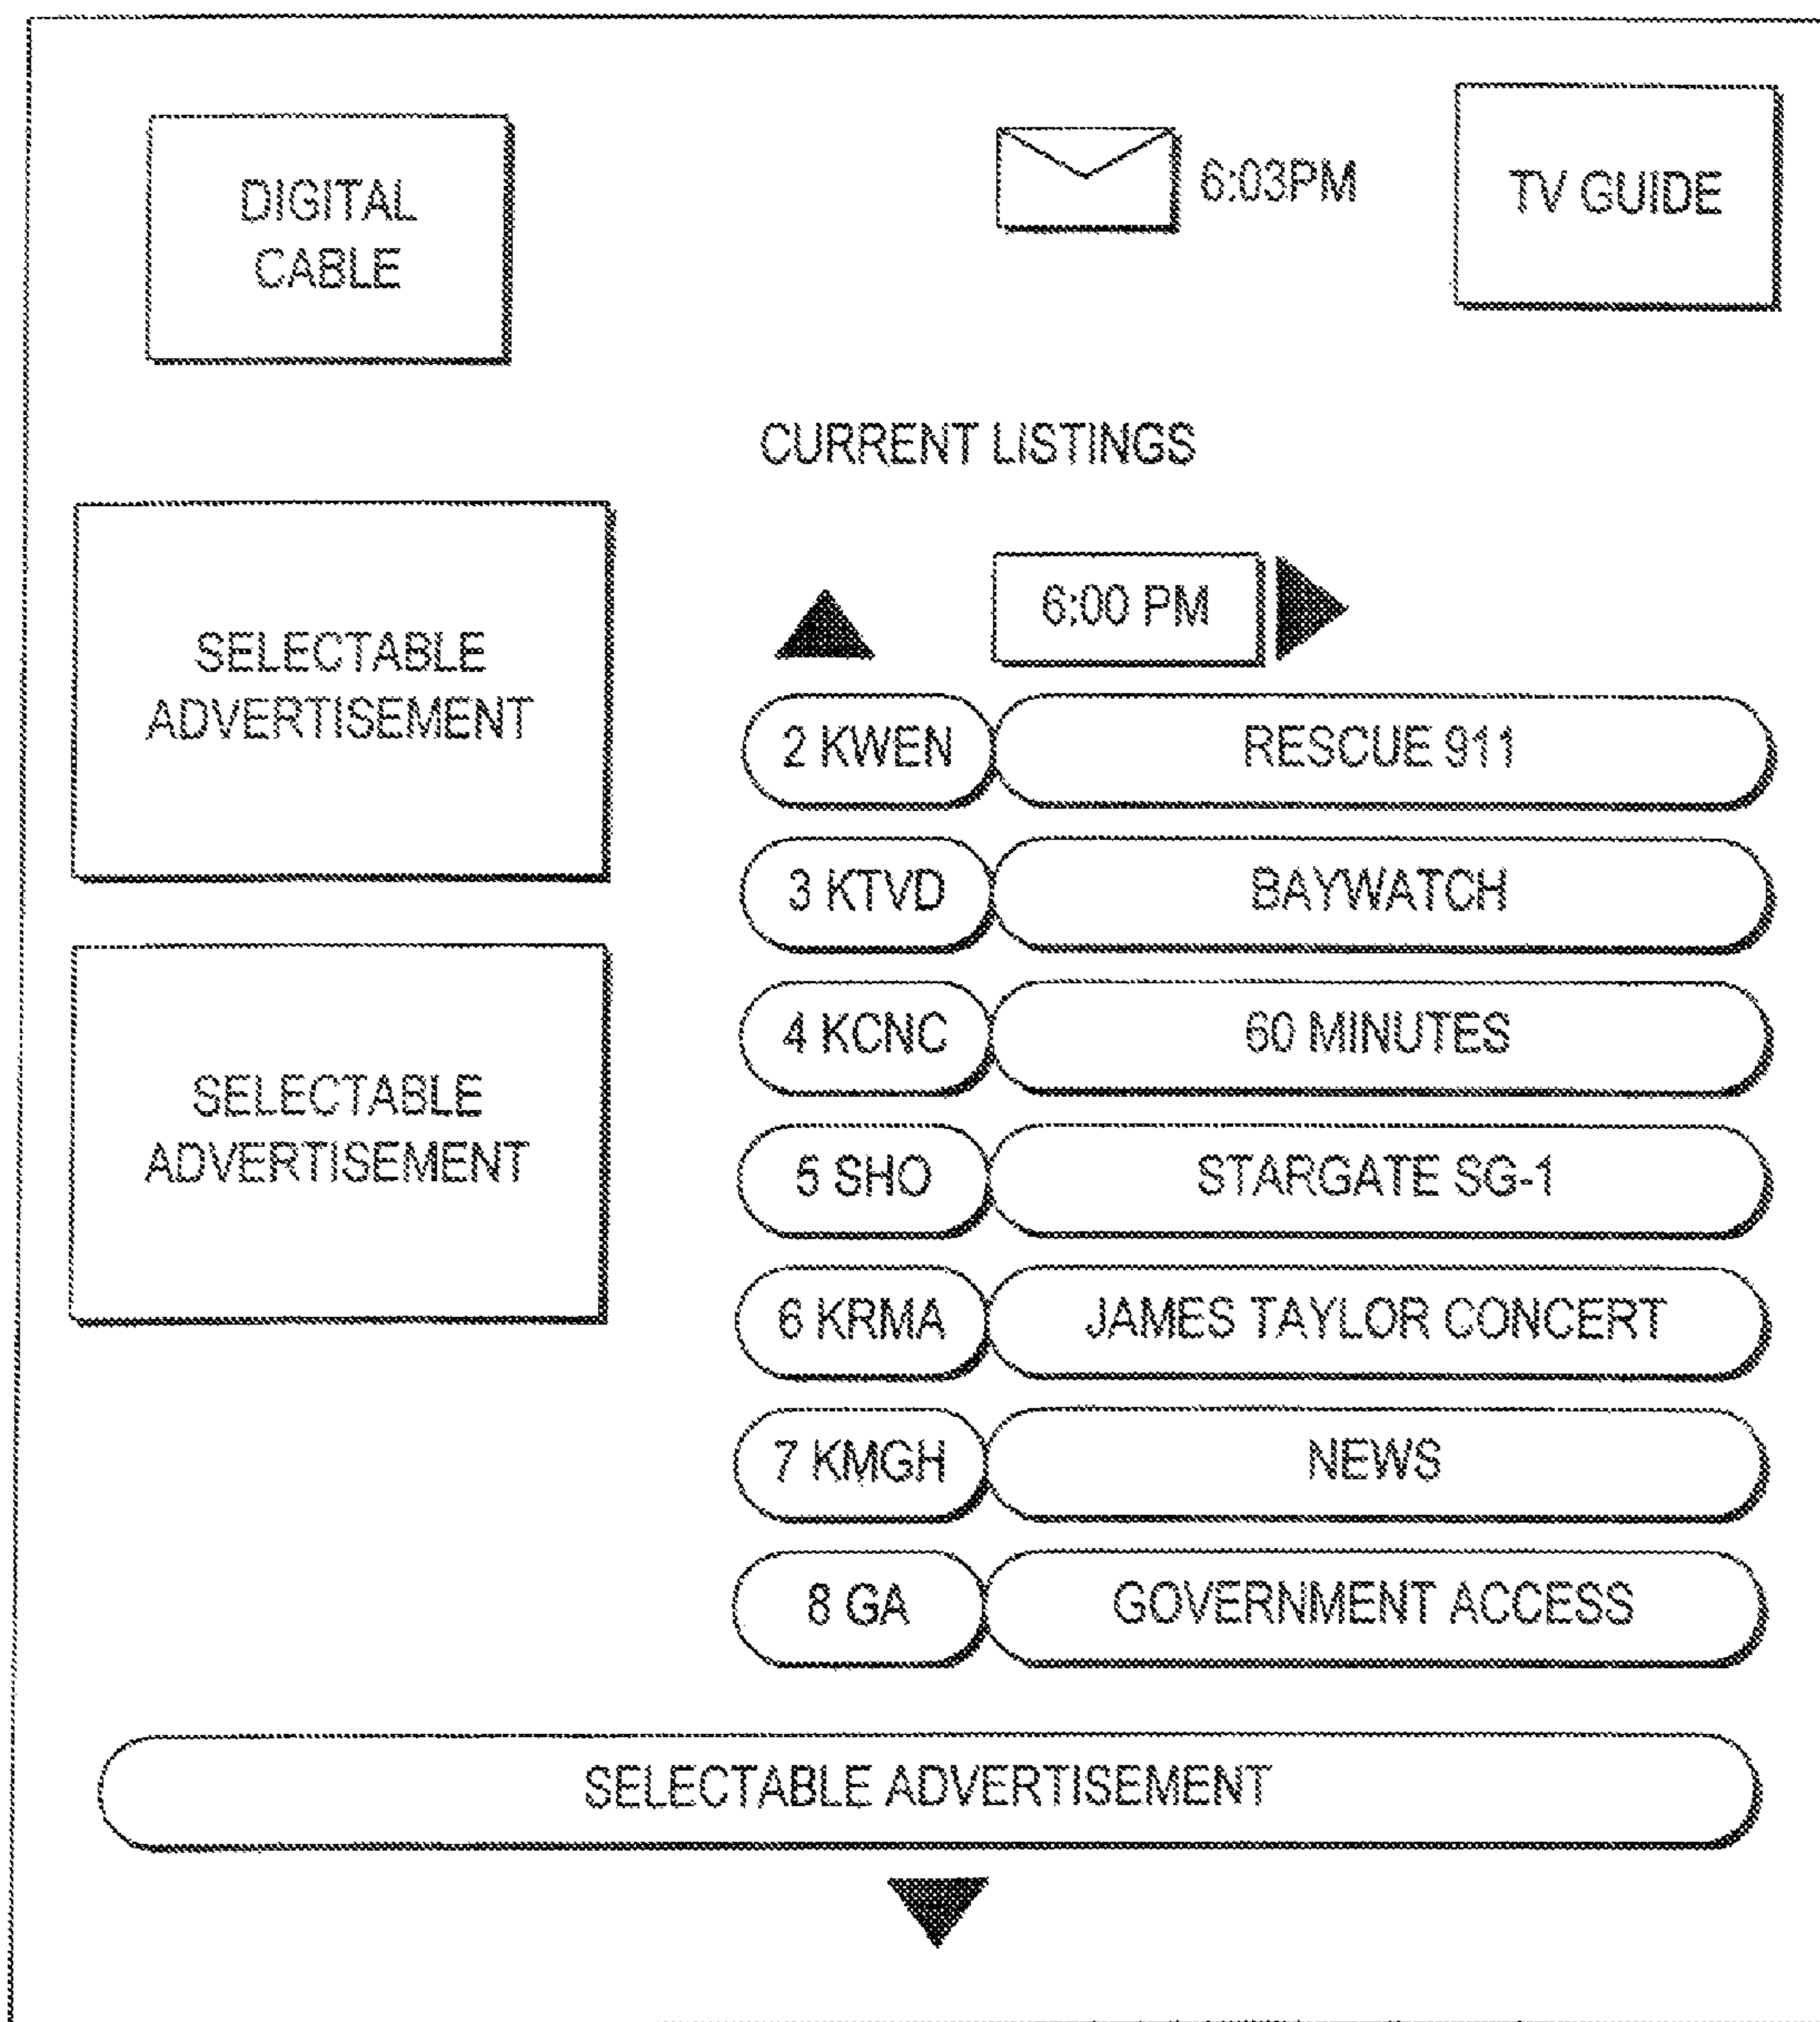 DIGITAL
CABLE
6:03PM
TV GUIDE
CURRENT LISTINGS
SELECTABLE
ADVERTISEMENT
SELECTABLE
ADVERTISEMENT
6:00 PM
2 KWEN RESCUE 911
3 KTVD BAYWATCH
4 KCNC 60 MINUTES
5 SHO STARGATE SG-1
6 KRMA JAMES TAYLOR CONCERT
7 KMGH NEWS
8 GA GOVERNMENT ACCESS
SELECTABLE ADVERTISEMENT